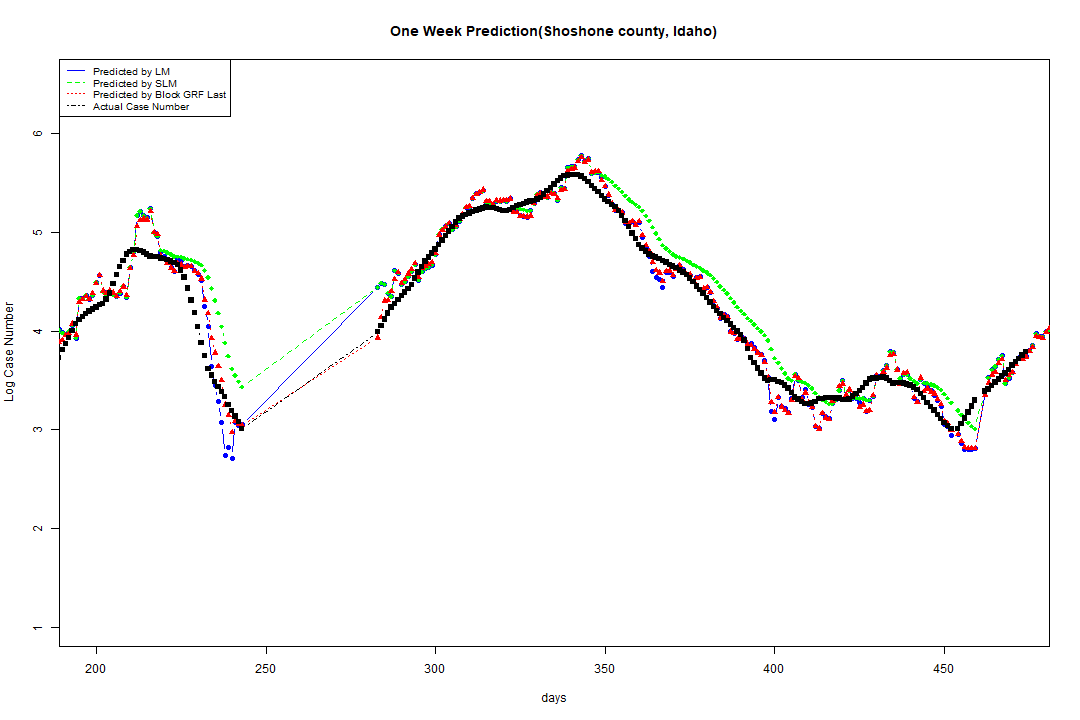 One Week Prediction(Shoshone county, Idaho)
Predicted by LM
Predicted by SLM
Predicted by Block GRF Last
Actual Case Number
6
5
4
3
2
1
Log Case Number
200 250 300 350 400 450
days